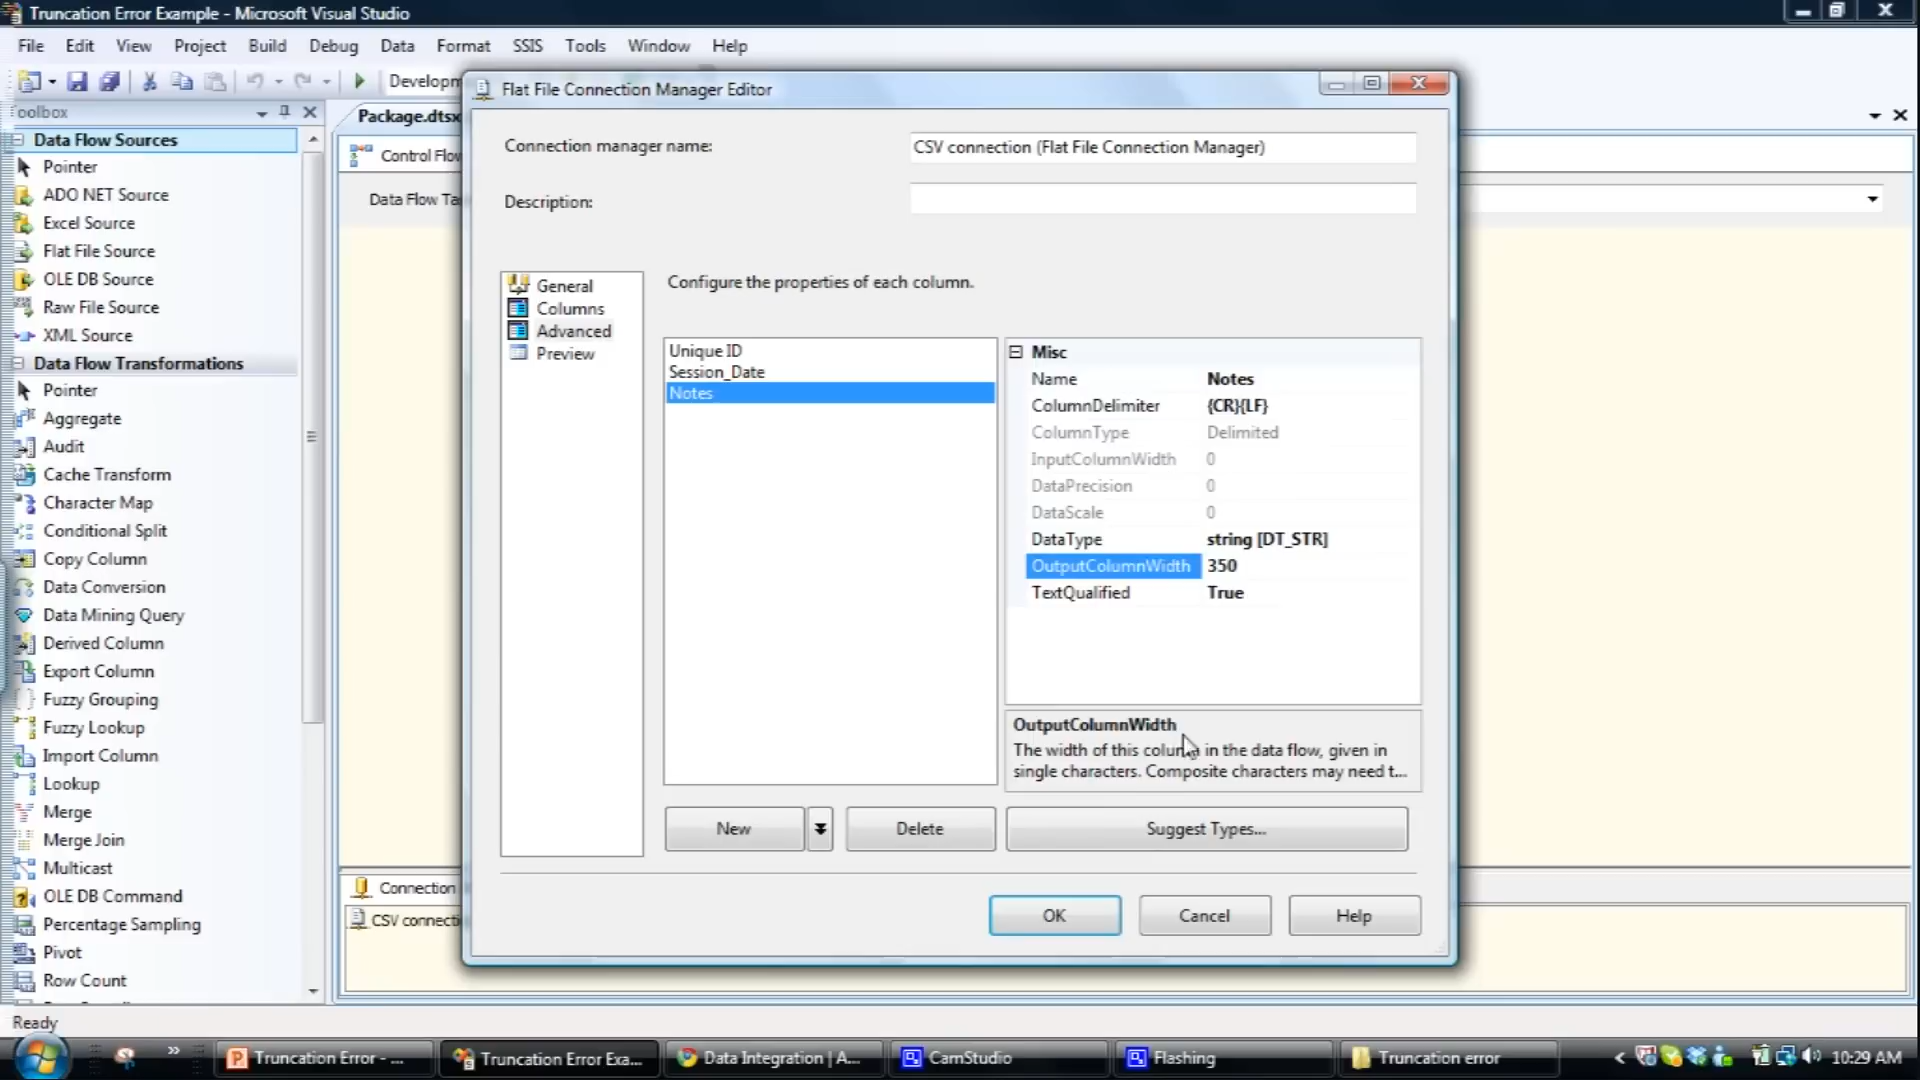 Truncation Error Example - Microsoft Visual Studio
File Edit View Project Build Debug Data Format SSIS Tools Window Help
Developm
oolbox
Data Flow Sources
Pointer
ADO NET Source
Excel Source
Flat File Source
OLE DB Source
Raw File Source
XML Source
Data Flow Transformations
Pointer
Aggregate
Audit
Cache Transform
Character Map
Conditional Split
Copy Column
Data Conversion
Data Mining Query
Derived Column
Export Column
Fuzzy Grouping
Fuzzy Lookup
Import Column
Lookup
Merge
Merge Join
Multicast
OLE DB Command
Percentage Sampling
Pivot
Row Count
Package.dtsx
Control Flow
Data Flow Ta
Connection
CSV connecti
Flat File Connection Manager Editor
Connection manager name:
CSV connection (Flat File Connection Manager)
Description:
General
Columns
Advanced
Preview
Configure the properties of each column.
Unique ID
Session_Date
Notes
Misc
Name Notes
ColumnDelimiter {CR}{LF}
ColumnType Delimited
InputColumnWidth 0
DataPrecision 0
DataScale 0
DataType string [DT_STR]
OutputColumnWidth 350
TextQualified True
OutputColumnWidth
The width of this column in the data flow, given in
single characters. Composite characters may need t...
New
Delete
Suggest Types...
OK
Cancel
Help
Ready
Truncation Error - ...
Truncation Error Exa...
Data Integration | A...
CamStudio
Flashing
Truncation error
10:29 AM